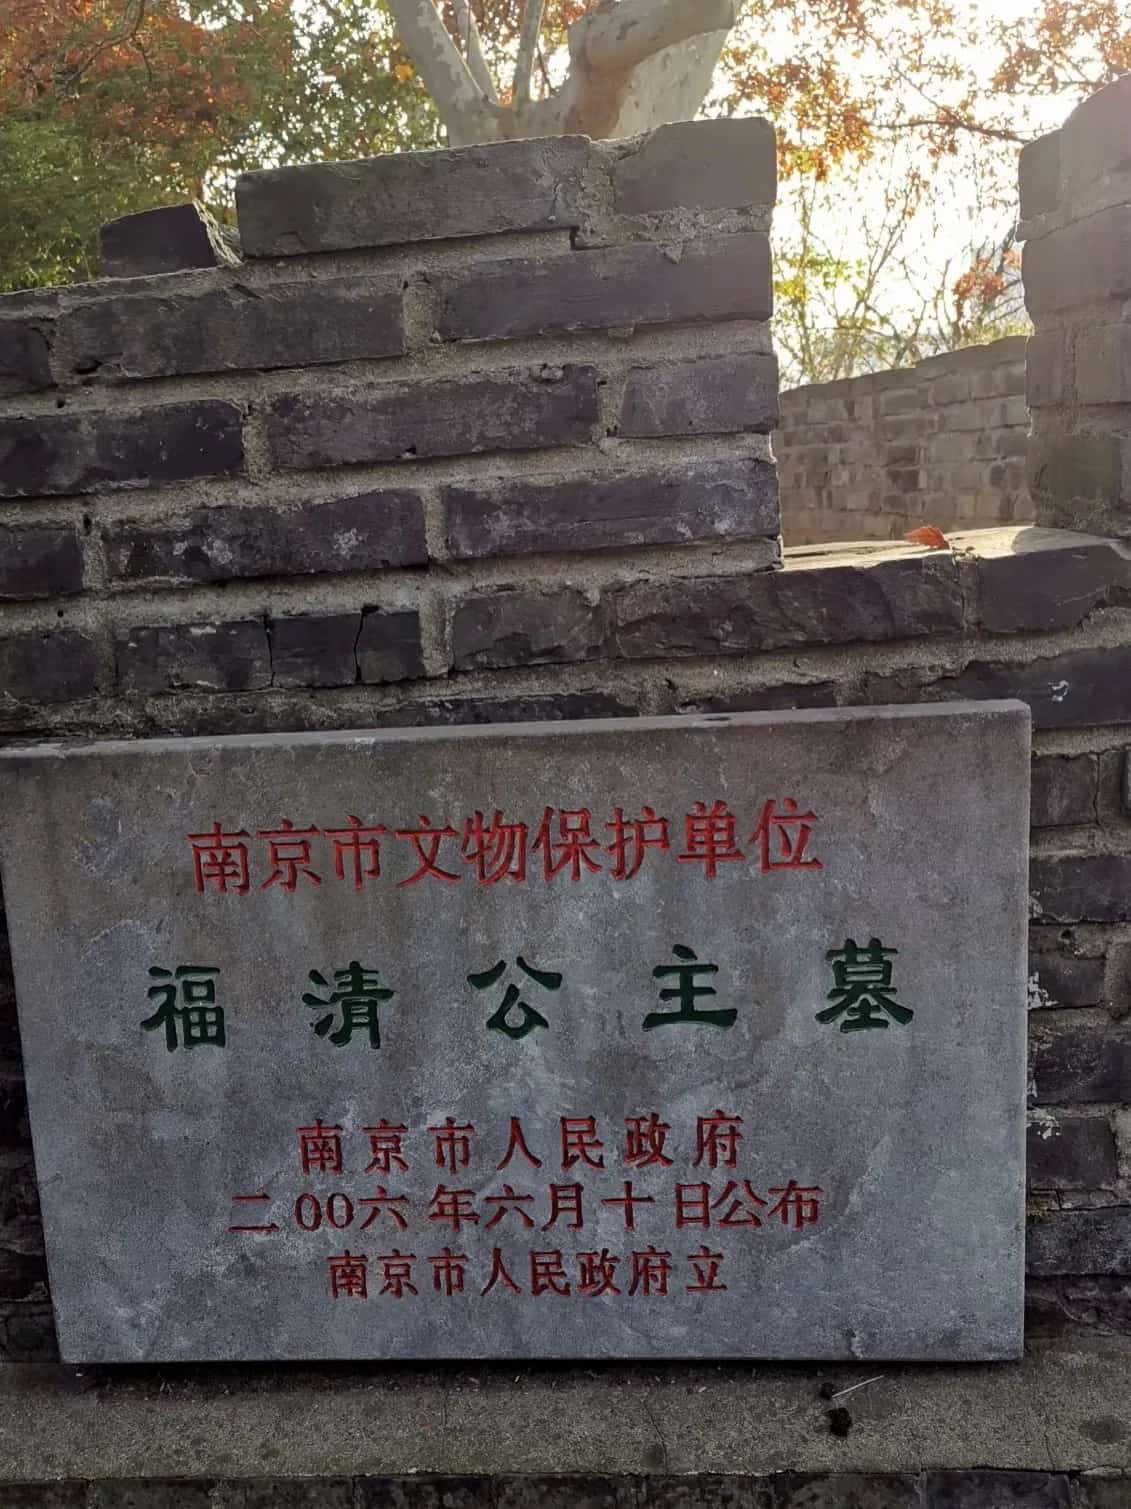 南京市文物保护单位
福清公主墓
南京市人民政府
二00六年六月十日公布
南京市人民政府立